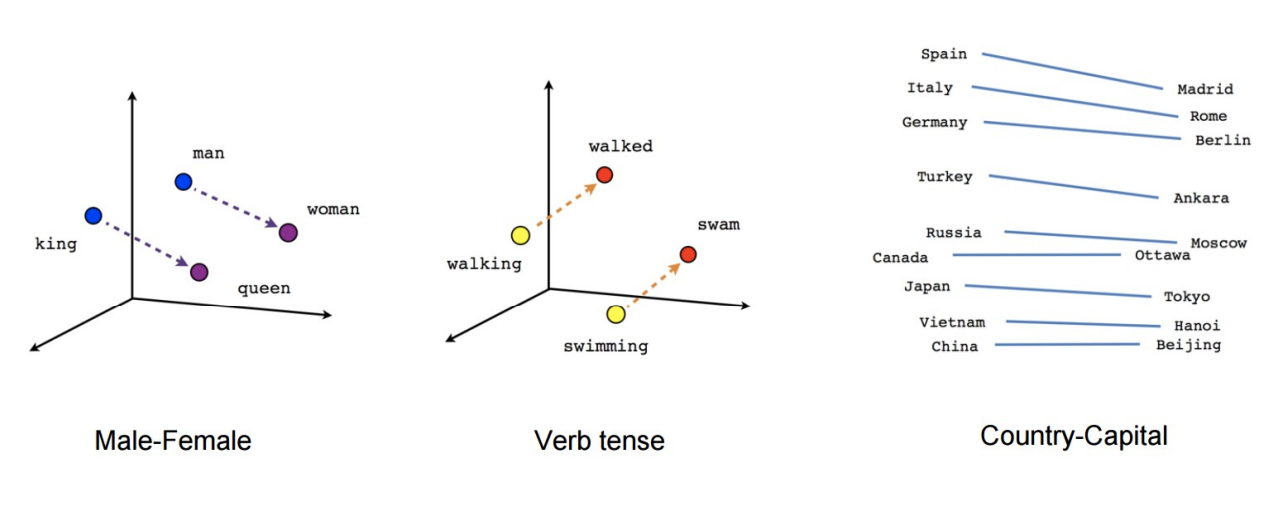 man
woman
king
queen
Male-Female
walked
swam
walking
swimming
Verb tense
Spain
Madrid
Italy
Rome
Germany
Berlin
Turkey
Ankara
Russia
Moscow
Canada
Ottawa
Japan
Tokyo
Vietnam
Hanoi
China
Beijing
Country-Capital